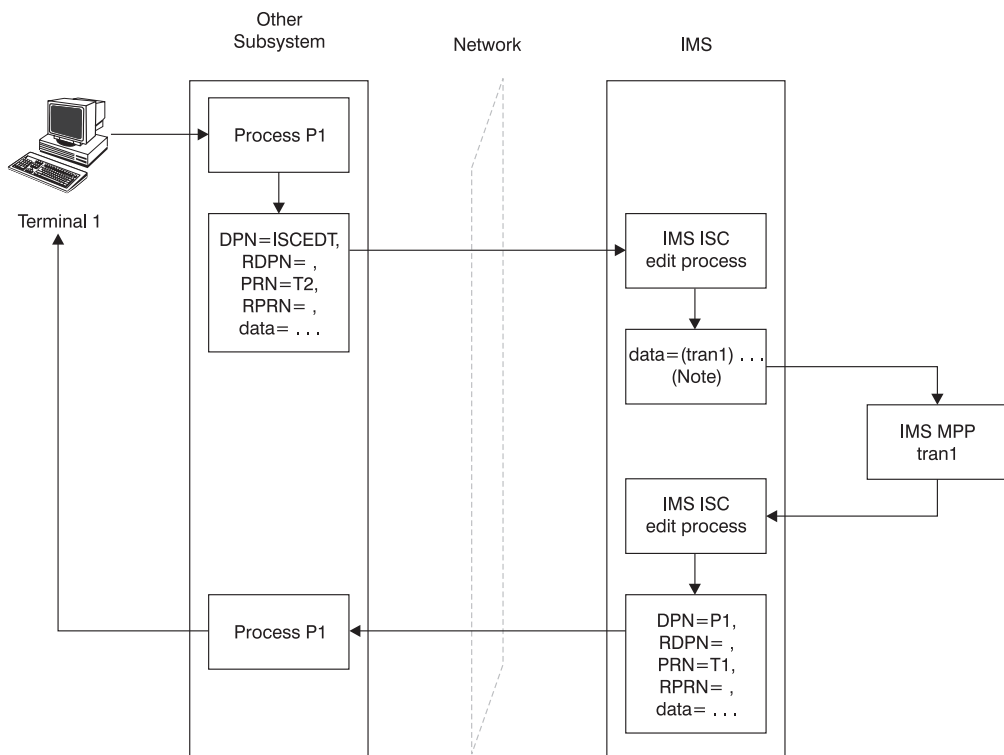 Other
Subsystem
Network
IMS
Process P1
Terminal 1
DPN=ISCEDT,
RDPN= ,
PRN=T2,
RPRN= ,
data= . . .
IMS ISC
edit process
data=(tran1) . . .
(Note)
IMS MPP
tran1
IMS ISC
edit process
Process P1
DPN=P1,
RDPN= ,
PRN=T1,
RPRN= ,
data= . . .